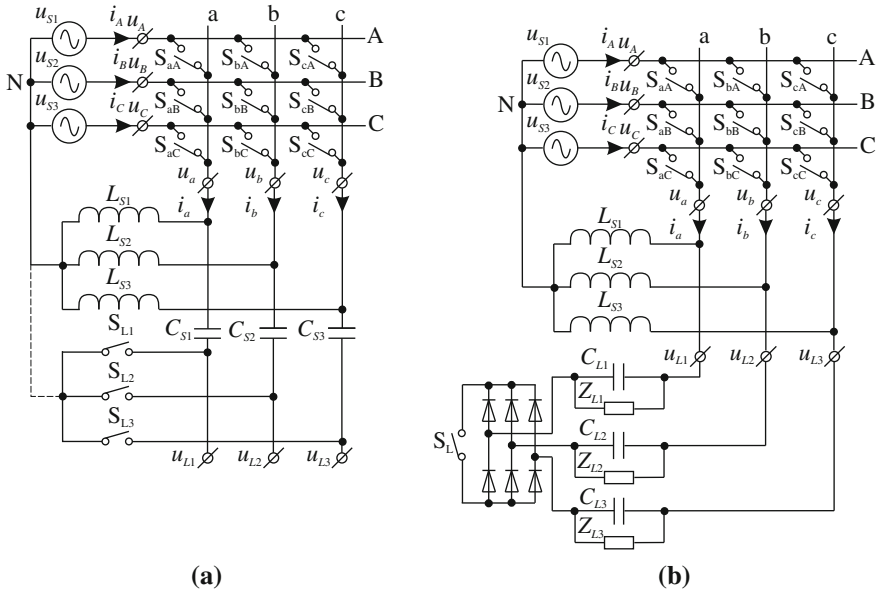 a b c
u_S1 i_A u_A A
S_aA S_bA S_cA
u_S2 i_B u_B
N B
S_aB S_bB S_cB
u_S3 i_C u_C
C
S_aC S_bC S_cC
u_a u_b u_c
L_S1 i_a i_b i_c
L_S2
L_S3
S_L1 C_S1 C_S2 C_S3
S_L2
S_L3
u_L1 u_L2 u_L3
(a)
a b c
u_S1 i_A u_A A
S_aA S_bA S_cA
u_S2 i_B u_B
N B
S_aB S_bB S_cB
u_S3 i_C u_C
C
S_aC S_bC S_cC
u_a u_b u_c
L_S1 i_a i_b i_c
L_S2
L_S3
C_L1 u_L1 u_L2 u_L3
Z_L1
S_L C_L2
Z_L2
C_L3
Z_L3
(b)